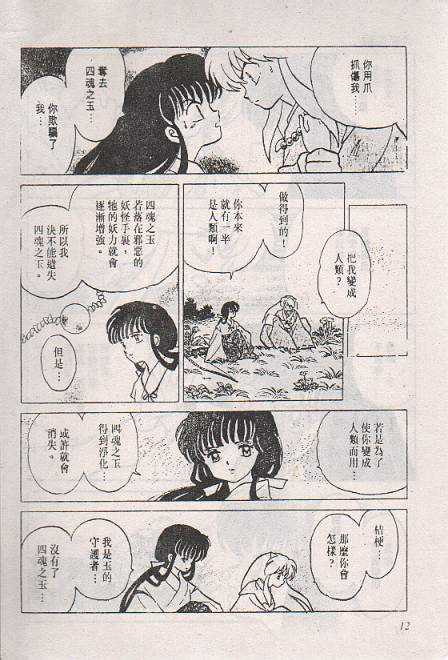 你用爪
抓傷
我…
奪去
四魂
之玉…
你欺騙了
我…
把我變成
人類?
做得到的!
你本來
就有一半
是人類啊!
四魂之玉
若落在邪惡的
妖怪手裏,
牠的妖力就會
逐漸增強。
所以我
決不能遺失
四魂之玉。
但是…
若是為了
使你變成
人類而用…
四魂之玉
得到淨化…
或許就會
消失。
桔梗…
那麼你會
怎樣?
我是玉的
守護者…
沒有了
四魂之玉…
12